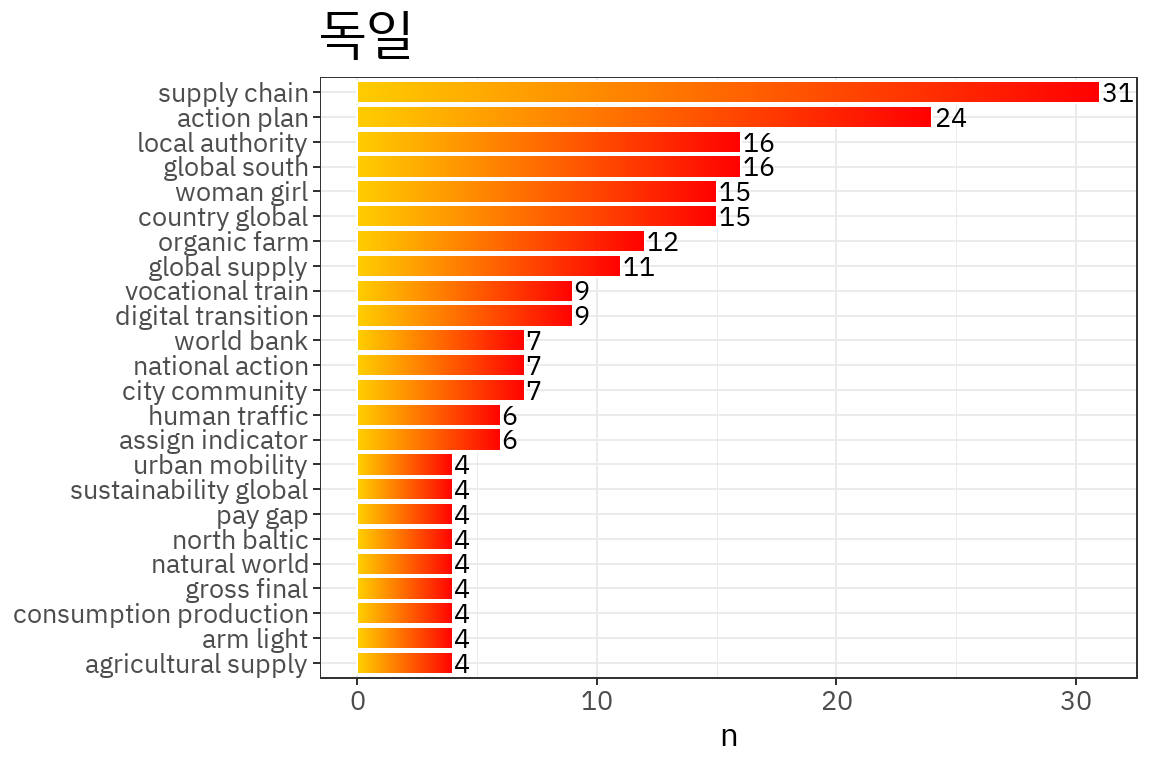 독일
supply chain 31
action plan 24
local authority 16
global south 16
woman girl 15
country global 15
organic farm 12
global supply 11
vocational train 9
digital transition 9
world bank 7
national action 7
city community 7
human traffic 6
assign indicator 6
urban mobility 4
sustainability global 4
pay gap 4
north baltic 4
natural world 4
gross final 4
consumption production 4
arm light 4
agricultural supply 4
0 10 20 30
n